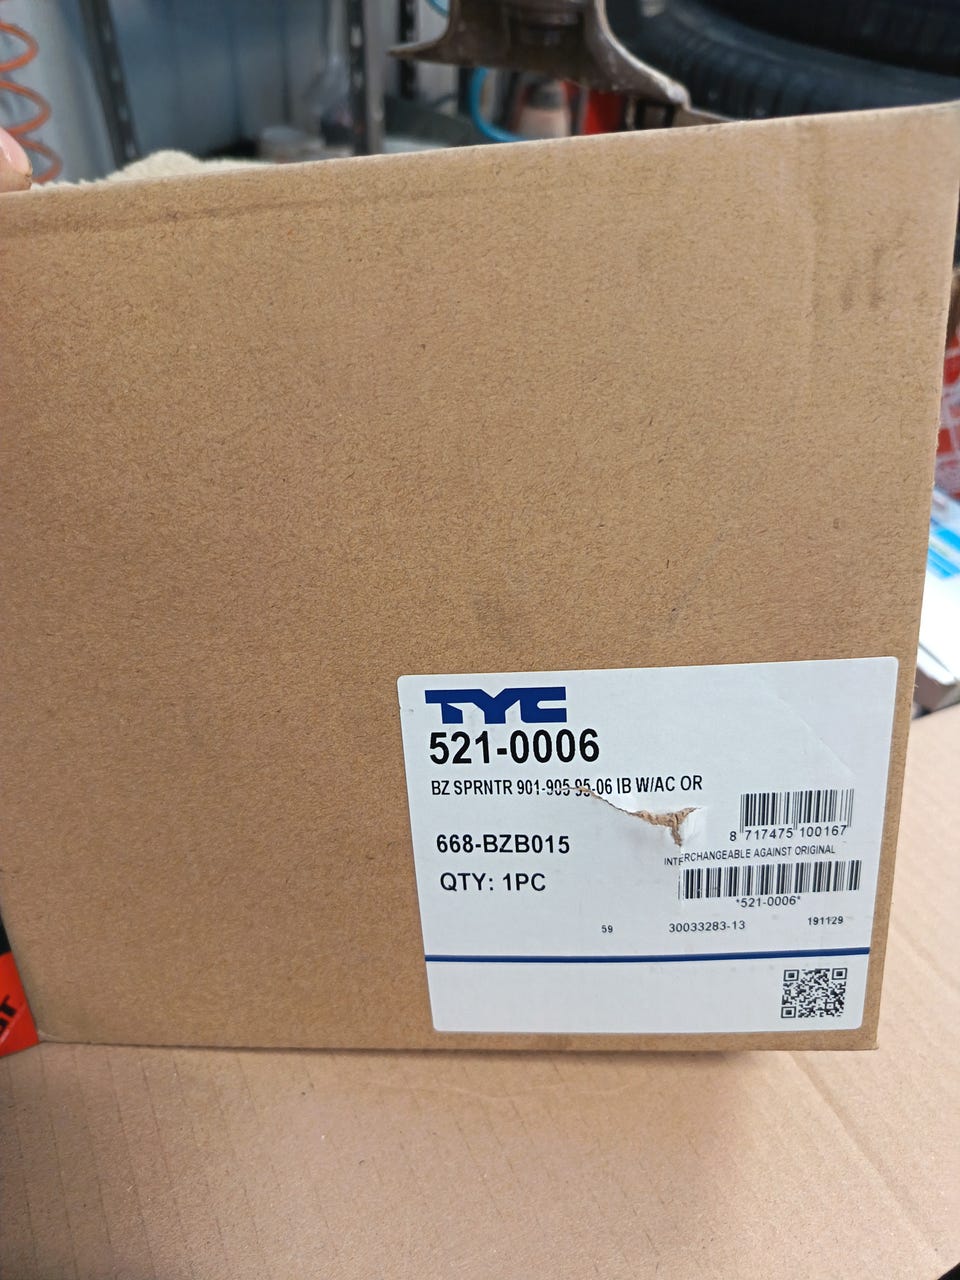 TYC
521-0006
BZ SPRNTR 901-905 95-06 IB W/AC OR
8 717475 100167
668-BZB015
INTERCHANGEABLE AGAINST ORIGINAL
QTY: 1PC
*521-0006*
59 30033283-13 191129